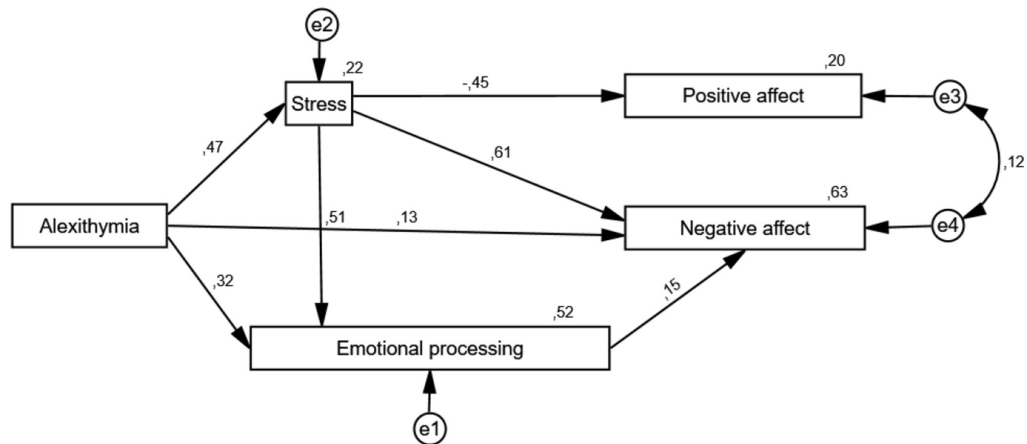 e2
,22
,20
Stress
-,45
Positive affect
e3
,47
,61
,12
,63
Alexithymia
,51
,13
Negative affect
e4
,32
,15
,52
Emotional processing
e1